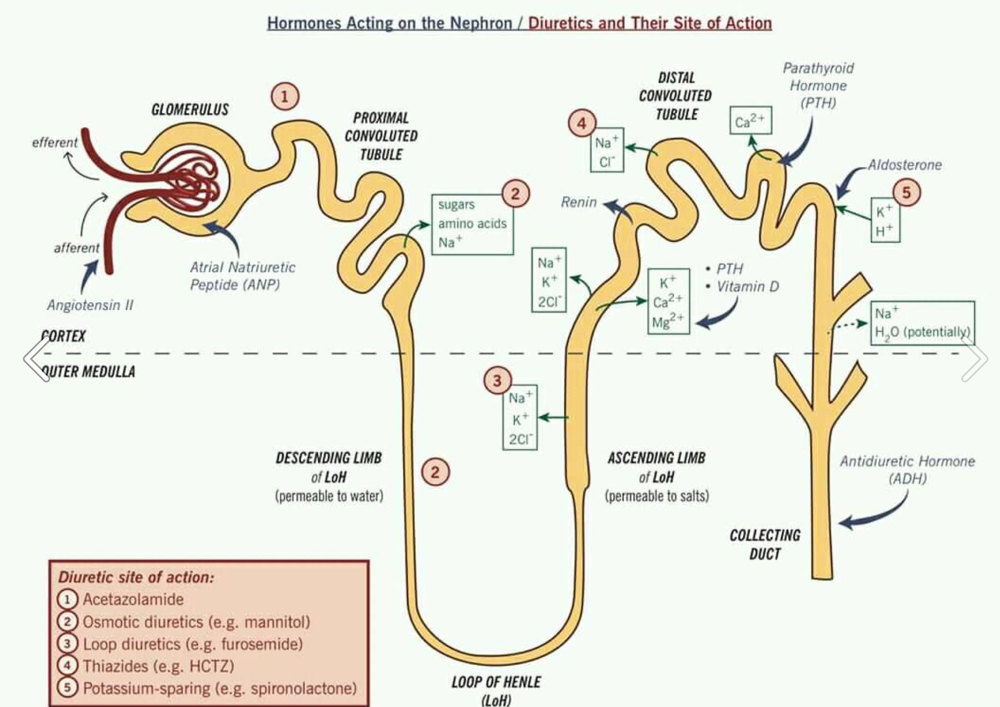 Hormones Acting on the Nephron / Diuretics and Their Site of Action
GLOMERULUS
efferent
afferent
Angiotensin II
Atrial Natriuretic
Peptide (ANP)
1
PROXIMAL
CONVOLUTED
TUBULE
2
sugars
amino acids
Na⁺
CORTEX
OUTER MEDULLA
DESCENDING LIMB
of LoH
(permeable to water)
2
LOOP OF HENLE
(LoH)
3
Na⁺
K⁺
2Cl⁻
ASCENDING LIMB
of LoH
(permeable to salts)
Na⁺
K⁺
2Cl⁻
K⁺
Ca²⁺
Mg²⁺
• PTH
• Vitamin D
Renin
4
Na⁺
Cl⁻
DISTAL
CONVOLUTED
TUBULE
Ca²⁺
Parathyroid
Hormone
(PTH)
Aldosterone
5
K⁺
H⁺
Na⁺
H₂O (potentially)
Antidiuretic Hormone
(ADH)
COLLECTING
DUCT
Diuretic site of action:
1 Acetazolamide
2 Osmotic diuretics (e.g. mannitol)
3 Loop diuretics (e.g. furosemide)
4 Thiazides (e.g. HCTZ)
5 Potassium-sparing (e.g. spironolactone)